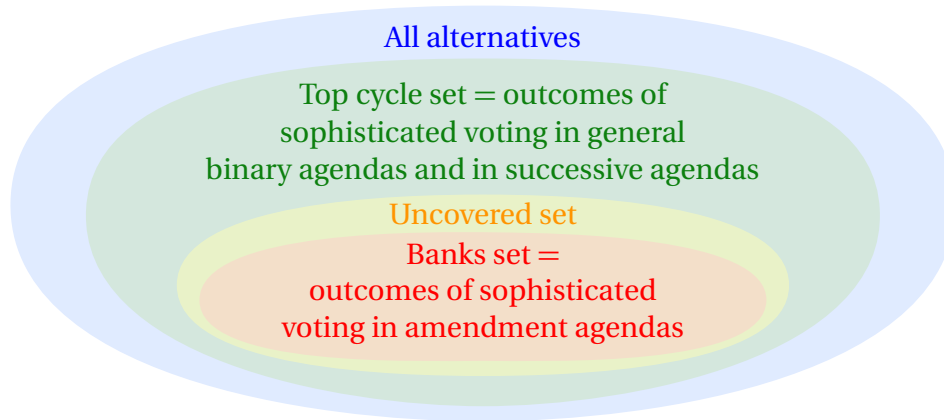 All alternatives
Top cycle set = outcomes of
sophisticated voting in general
binary agendas and in successive agendas
Uncovered set
Banks set =
outcomes of sophisticated
voting in amendment agendas